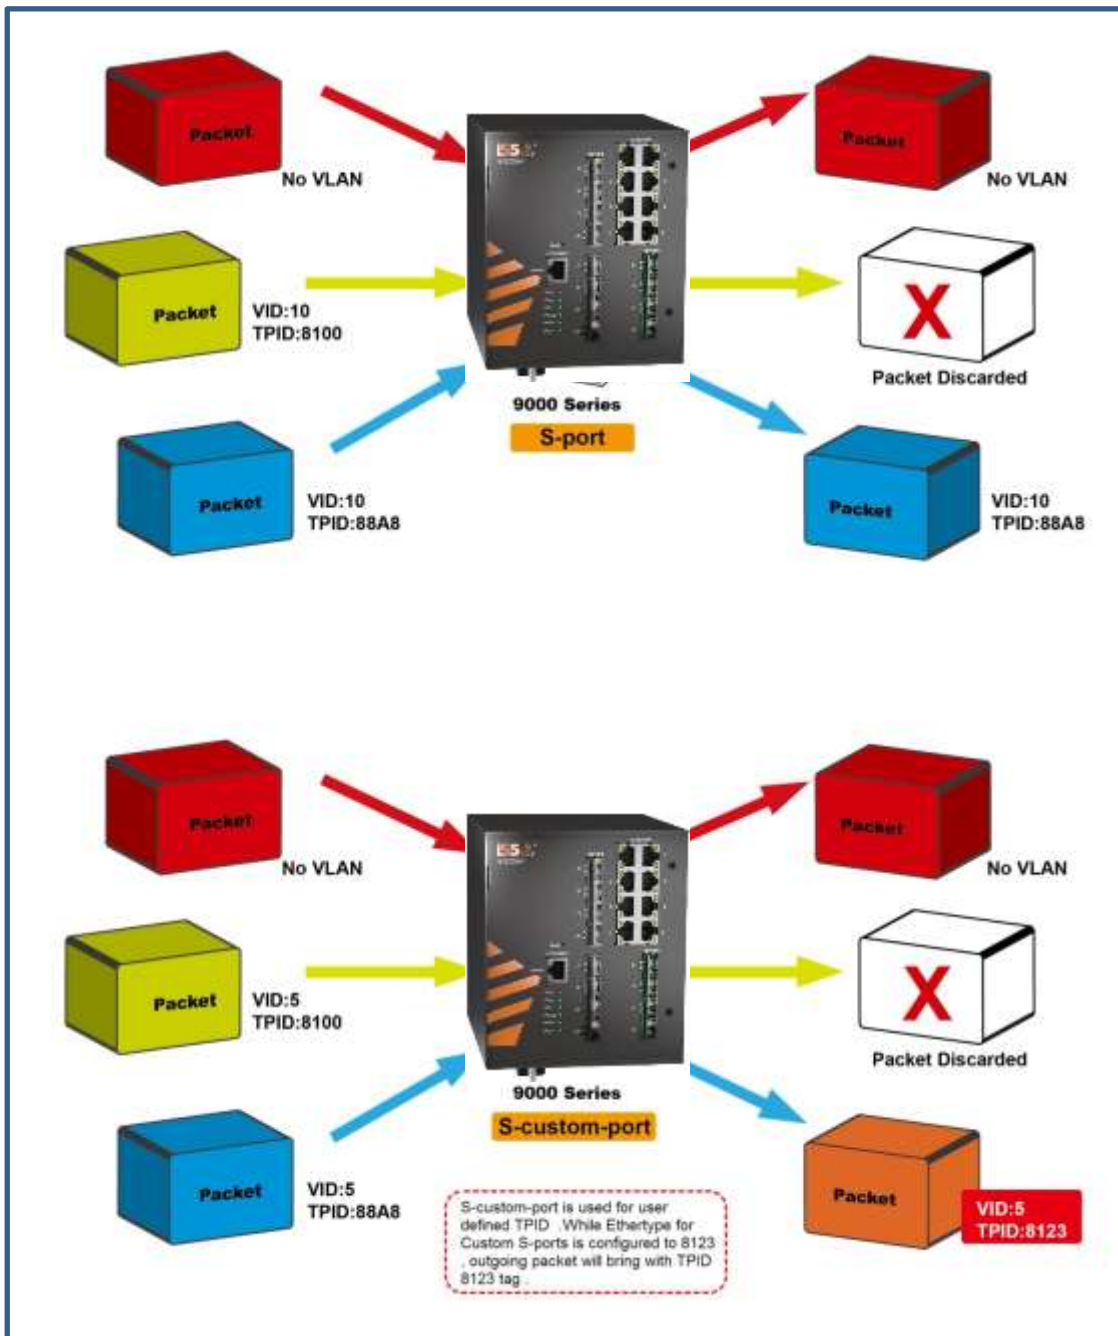 Packet
No VLAN
Packet
No VLAN
Packet
VID:10
TPID:8100
X
Packet Discarded
9000 Series
S-port
Packet
VID:10
TPID:88A8
Packet
VID:10
TPID:88A8
Packet
No VLAN
Packet
No VLAN
Packet
VID:5
TPID:8100
X
Packet Discarded
9000 Series
S-custom-port
Packet
VID:5
TPID:88A8
S-custom-port is used for user
defined TPID .While Ethertype for
Custom S-ports is configured to 8123
, outgoing packet will bring with TPID
8123 tag .
Packet
VID:5
TPID:8123